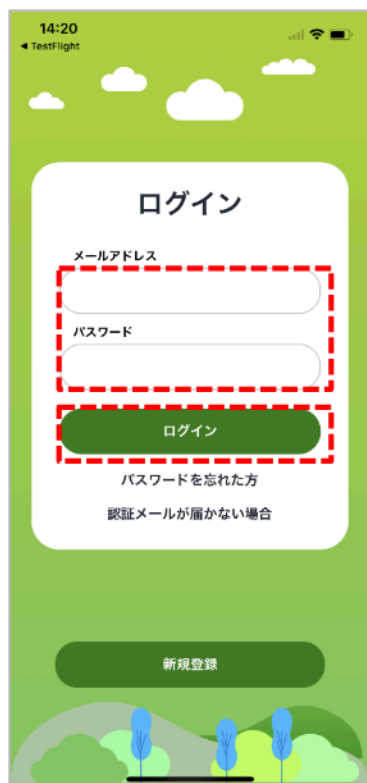 14:20
◀ TestFlight
ログイン
メールアドレス
パスワード
ログイン
パスワードを忘れた方
認証メールが届かない場合
新規登録